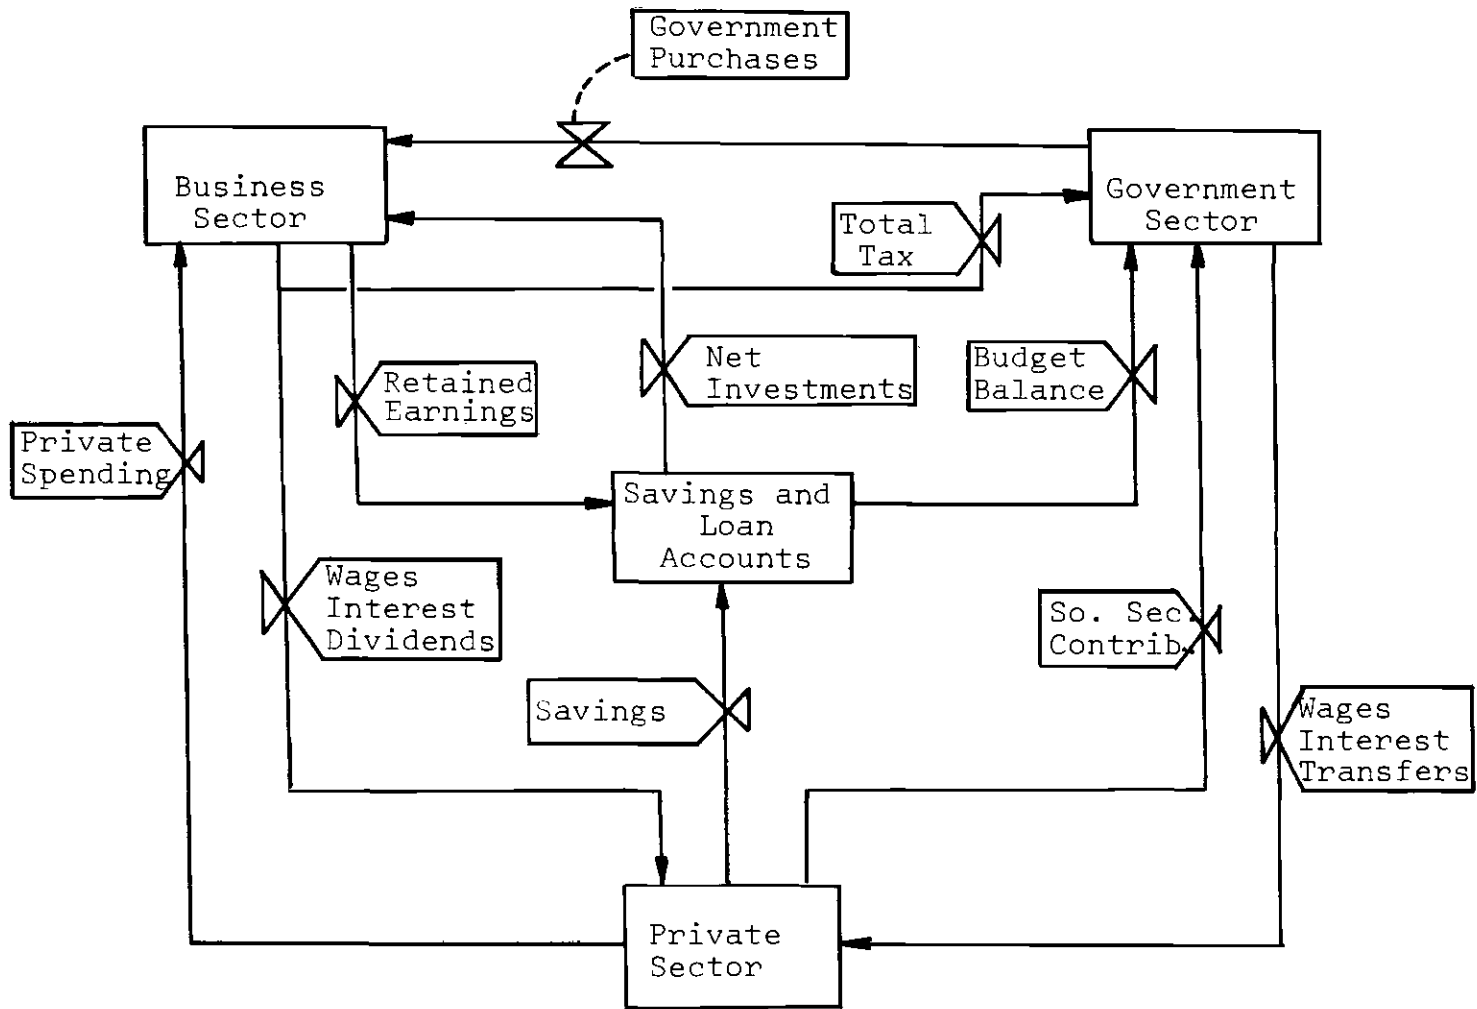 Government
Purchases
Business
Sector
Government
Sector
Total
Tax
Net
Investments
Budget
Balance
Retained
Earnings
Private
Spending
Savings and
Loan
Accounts
Wages
Interest
Dividends
So. Sec.
Contrib.
Savings
Wages
Interest
Transfers
Private
Sector